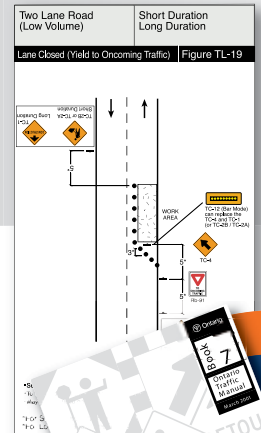 Two Lane Road
(Low Volume)
Short Duration
Long Duration
Lane Closed (Yield to Oncoming Traffic)
Figure TL-19
Long Duration
TC-1
Short Duration
TC-2B or TC-2A
5*
WORK
AREA
TC-12 (Bar Mode)
can replace the
TC-4 and TC-1
(or TC-2B / TC-2A)
3*
5*
TC-4
5*
Ontario
Book
7
Ontario
Traffic
Manual
March 2001